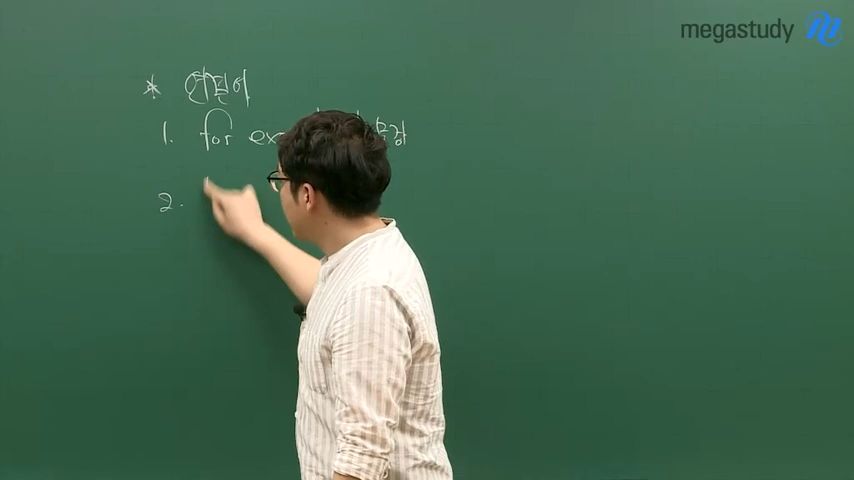 megastudy
* 연결어
1. for ex
2.